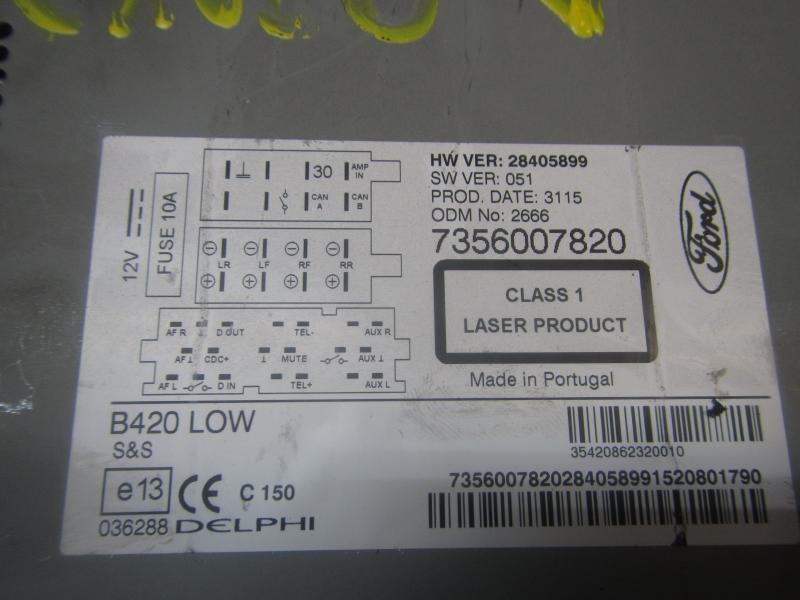 HW VER: 28405899
SW VER: 051
PROD. DATE: 3115
ODM No: 2666
7356007820
Ford
CLASS 1
LASER PRODUCT
Made in Portugal
12V
FUSE 10A
30 AMP IN
CAN A CAN B
LR LF RF RR
AF R D OUT TEL- AUX R
AF CDC+ MUTE AUX
AF L D IN TEL+ AUX L
B420 LOW
S&S
e13 CE C 150
036288 DELPHI
35420862320010
7356007820284058991520801790